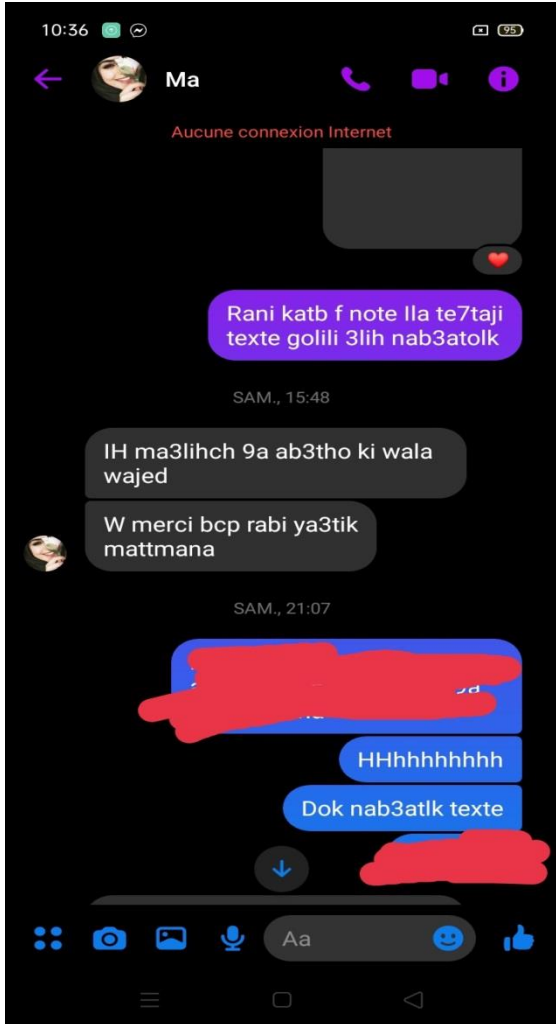 10:36
95
Ma
Aucune connexion Internet
Rani katb f note Ila te7taji
texte golili 3lih nab3atolk
SAM., 15:48
IH ma3lihch 9a ab3tho ki wala
wajed
W merci bcp rabi ya3tik
mattmana
SAM., 21:07
HHhhhhhhhh
Dok nab3atlk texte
Aa